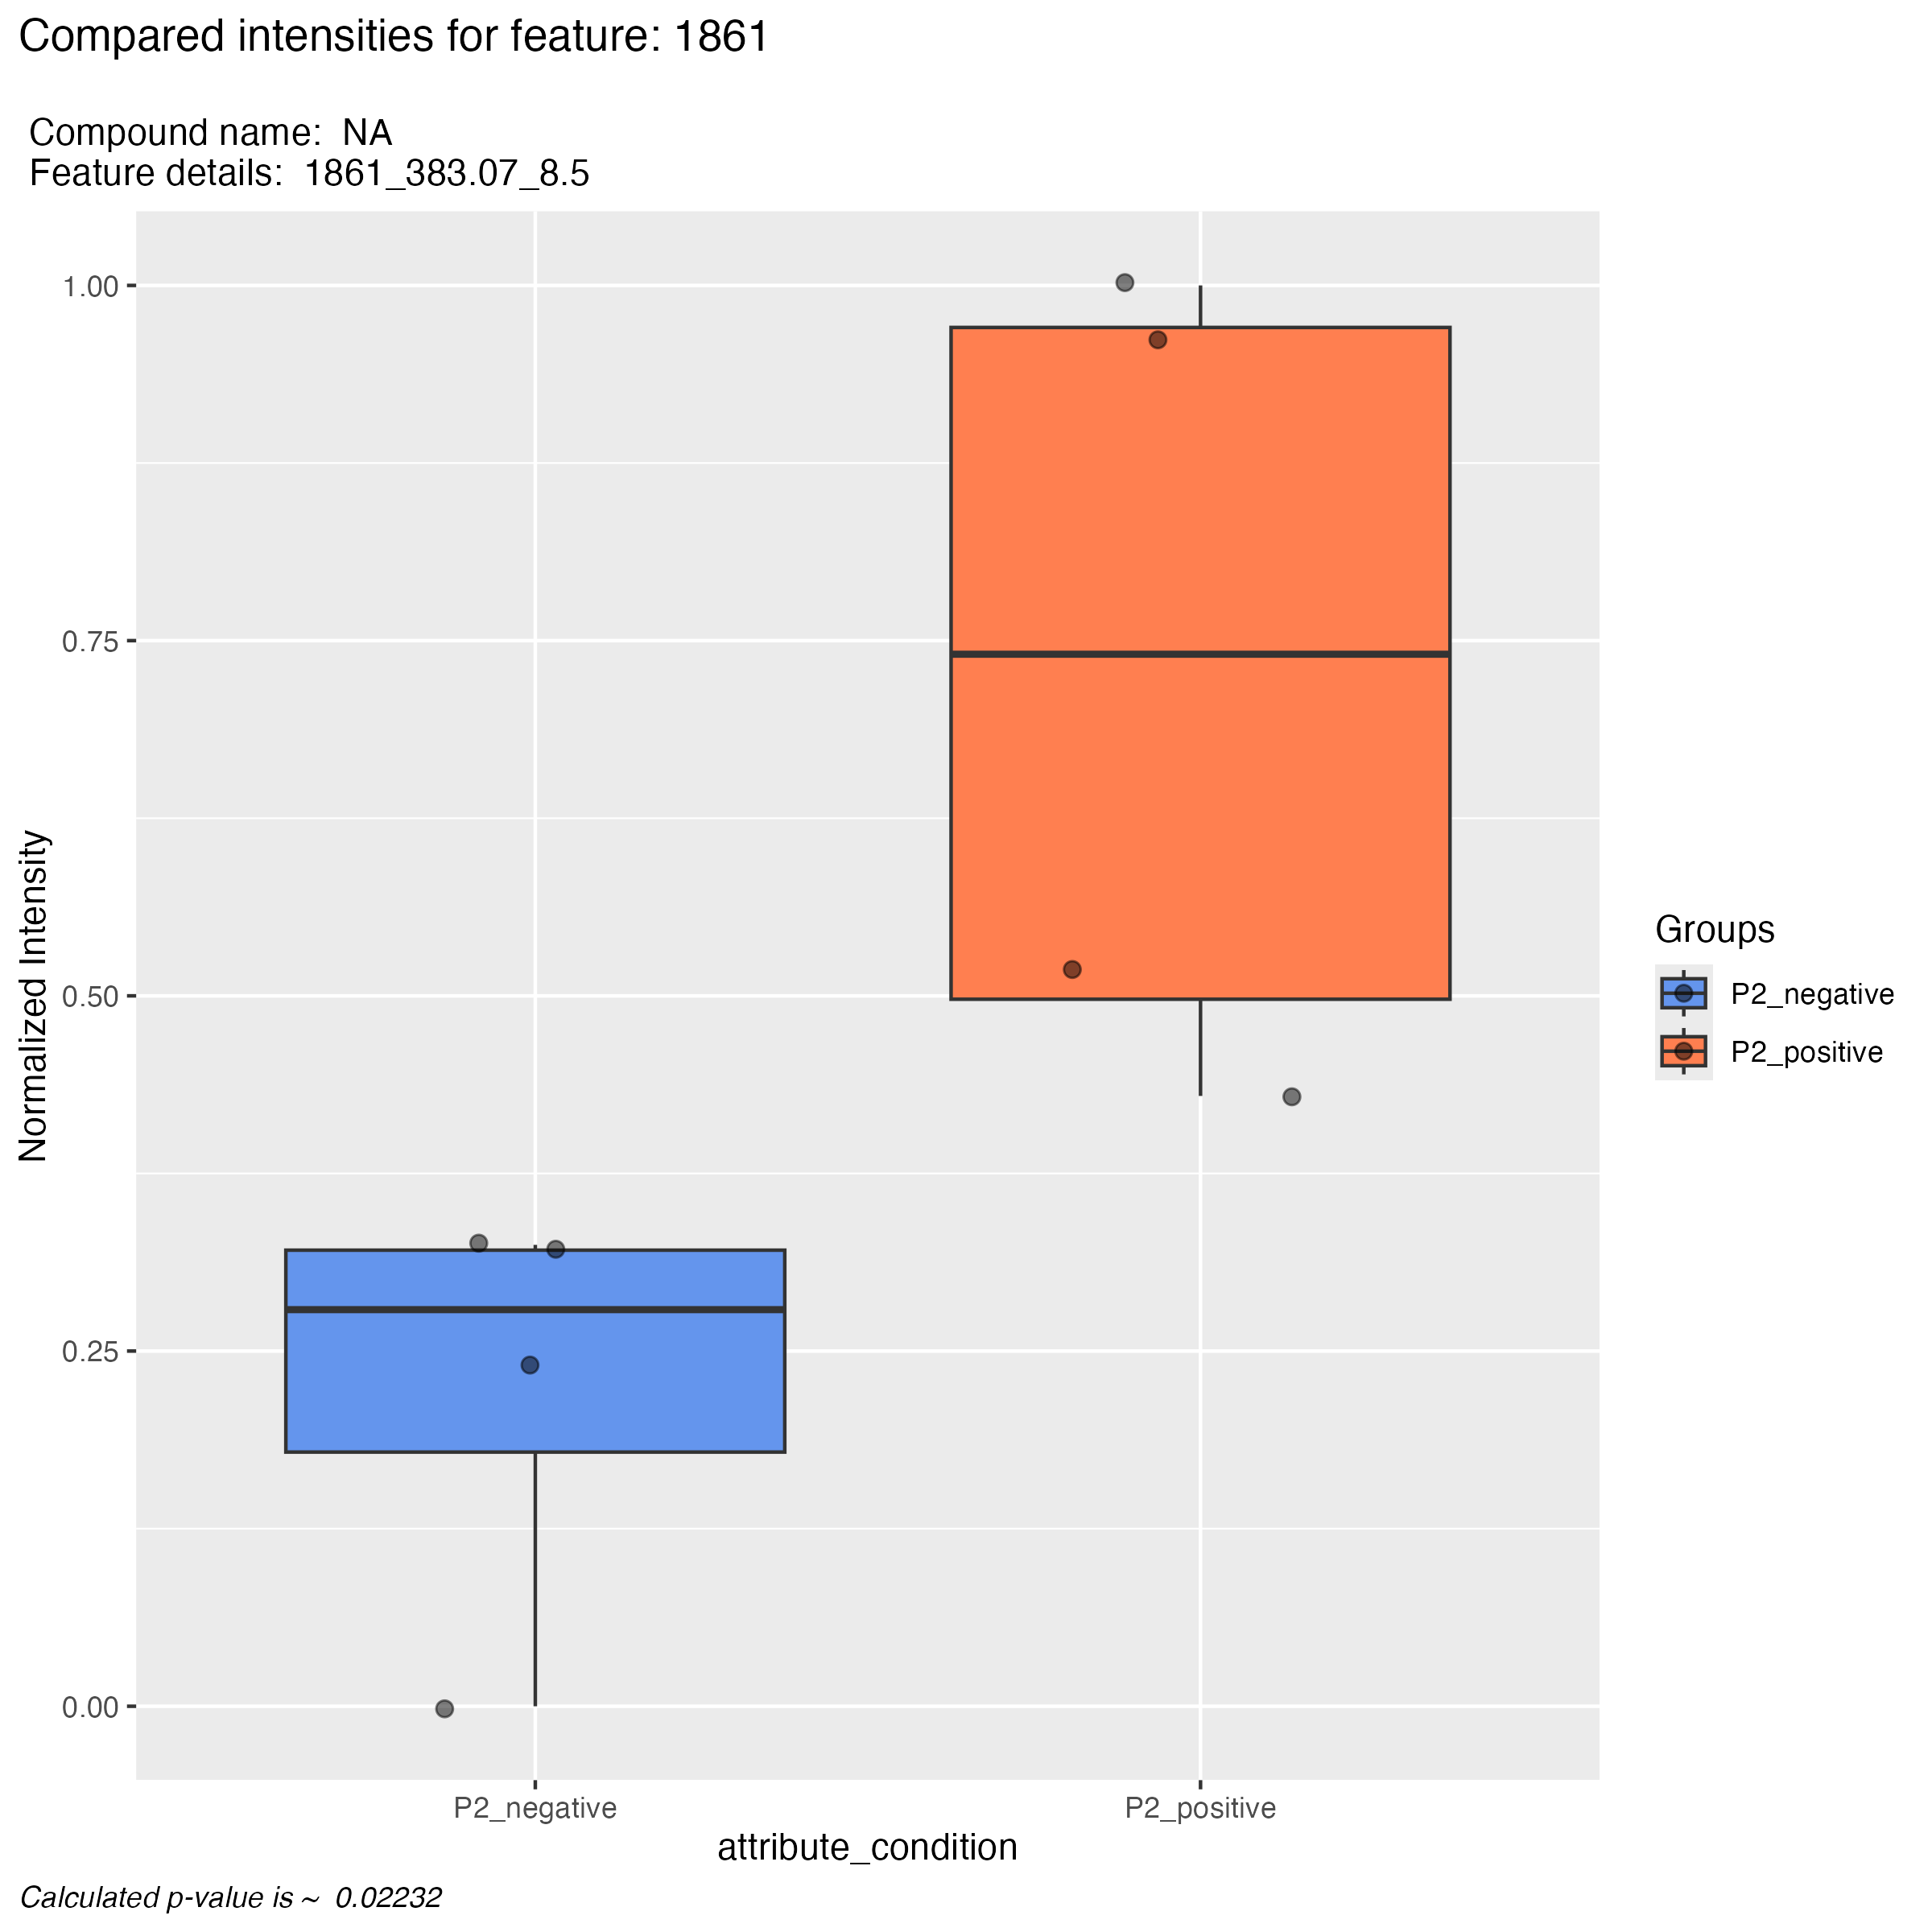 Compared intensities for feature: 1861
Compound name:  NA
Feature details:  1861_383.07_8.5
Normalized Intensity
1.00
0.75
0.50
0.25
0.00
P2_negative
P2_positive
attribute_condition
Groups
P2_negative
P2_positive
Calculated p-value is ~  0.02232